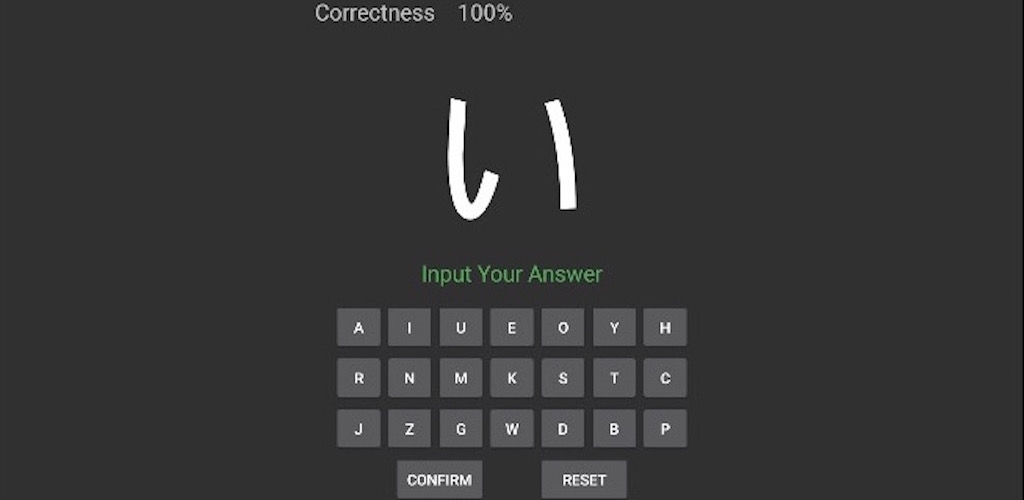 Correctness 100%
い
Input Your Answer
A I U E O Y H
R N M K S T C
J Z G W D B P
CONFIRM RESET